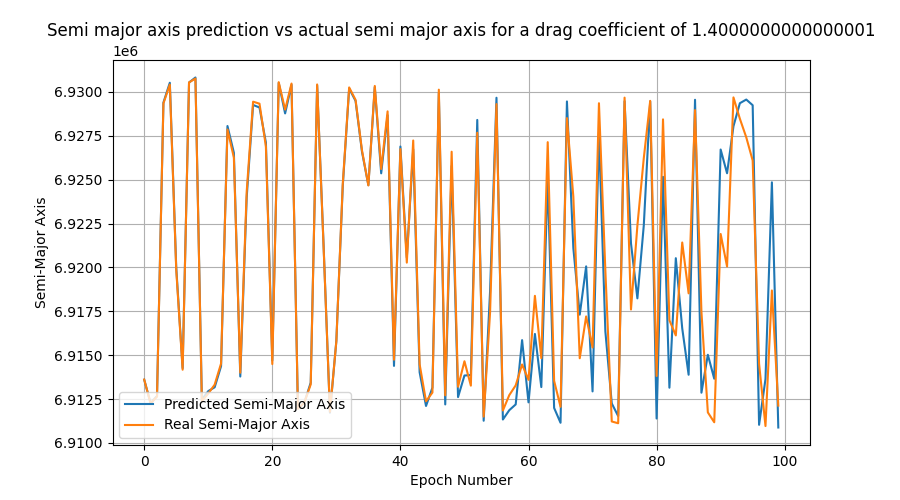 Semi major axis prediction vs actual semi major axis for a drag coefficient of 1.4000000000000001
1e6
6.9300
6.9275
6.9250
6.9225
6.9200
6.9175
6.9150
6.9125
6.9100
Semi-Major Axis
Predicted Semi-Major Axis
Real Semi-Major Axis
0 20 40 60 80 100
Epoch Number